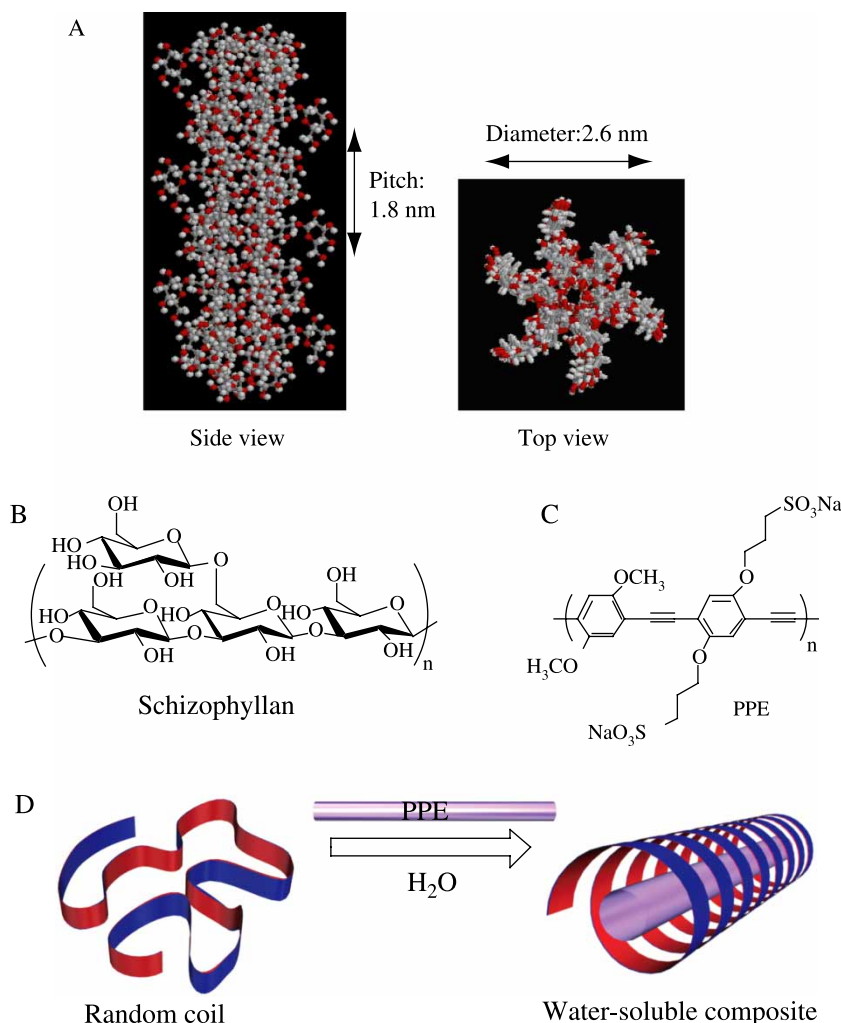 A
Diameter:2.6 nm
Pitch:
1.8 nm
Side view
Top view
B
OH
O
HO
HO
OH
O
OH
OH
HO
O
HO
O
HO
O
O
OH
O
OH
O
OH
n
Schizophyllan
C
SO3Na
O
OCH3
n
H3CO
O
PPE
NaO3S
D
PPE
H2O
Random coil
Water-soluble composite